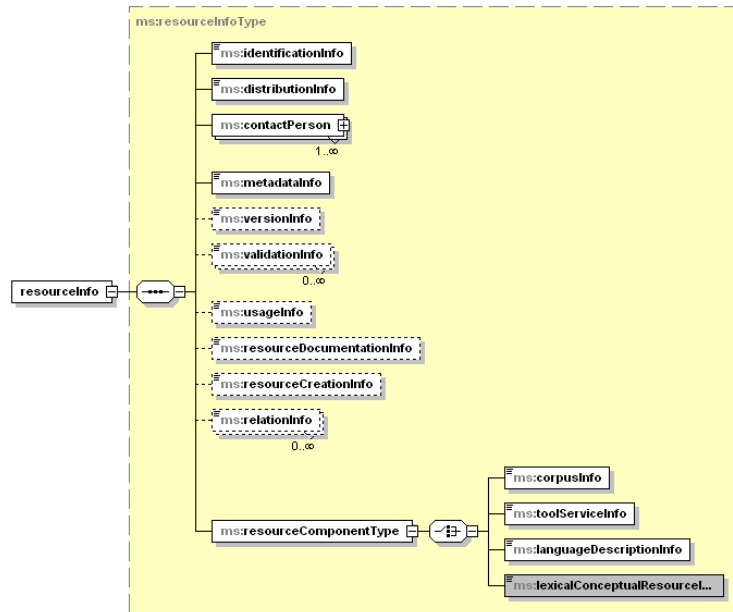 ms:resourceInfoType
ms:identificationInfo
ms:distributionInfo
ms:contactPerson
1..∞
ms:metadataInfo
ms:versionInfo
ms:validationInfo
0..∞
resourceInfo
ms:usageInfo
ms:resourceDocumentationInfo
ms:resourceCreationInfo
ms:relationInfo
0..∞
ms:corpusInfo
ms:toolServiceInfo
ms:resourceComponentType
ms:languageDescriptionInfo
ms:lexicalConceptualResourceI...